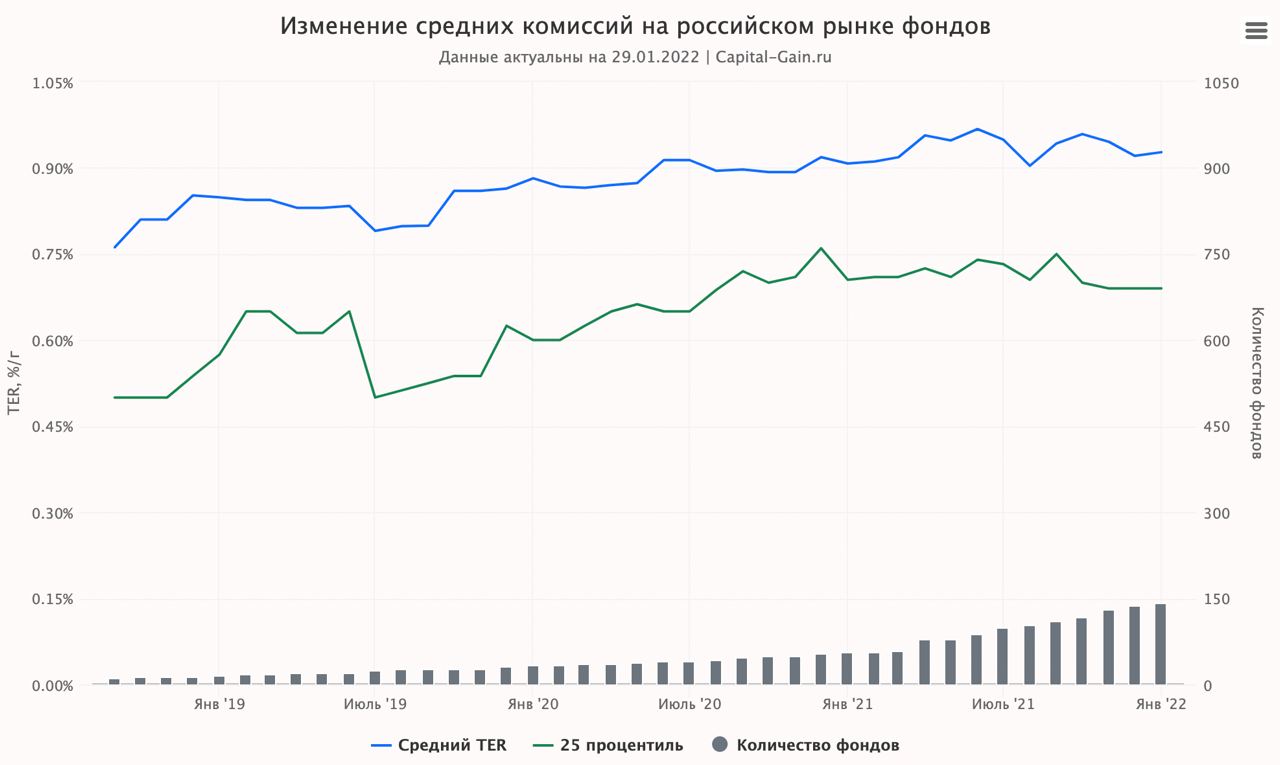 Изменение средних комиссий на российском рынке фондов
Данные актуальны на 29.01.2022 | Capital-Gain.ru
1.05%
0.90%
0.75%
0.60%
0.45%
0.30%
0.15%
0.00%
TER, %/г
1050
900
750
600
450
300
150
0
Количество фондов
Янв '19
Июль '19
Янв '20
Июль '20
Янв '21
Июль '21
Янв '22
Средний TER
25 процентиль
Количество фондов